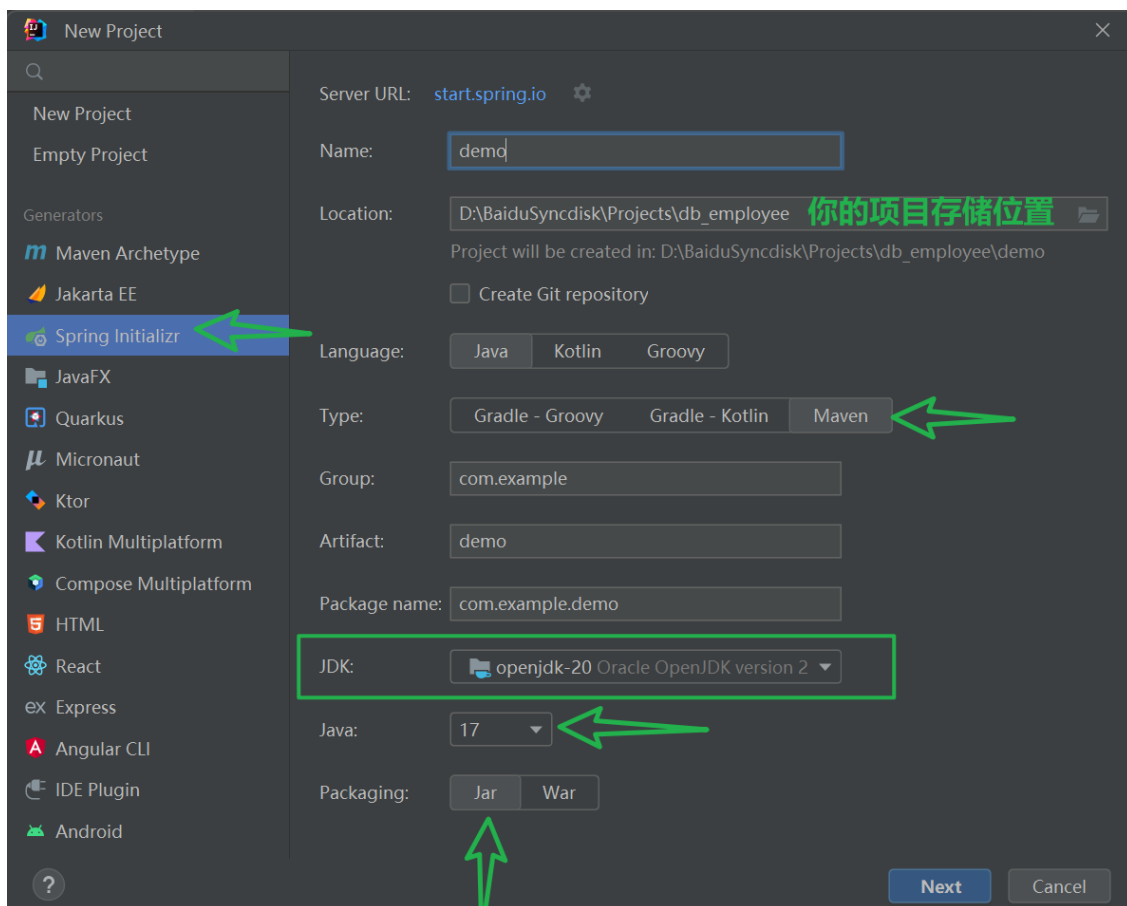 New Project
New Project
Empty Project
Generators
Maven Archetype
Jakarta EE
Spring Initializr
JavaFX
Quarkus
Micronaut
Ktor
Kotlin Multiplatform
Compose Multiplatform
HTML
React
ex Express
Angular CLI
IDE Plugin
Android
?
Server URL: start.spring.io
Name: demo
Location: D:\BaiduSyncdisk\Projects\db_employee 你的项目存储位置
Project will be created in: D:\BaiduSyncdisk\Projects\db_employee\demo
Create Git repository
Language: Java Kotlin Groovy
Type: Gradle - Groovy Gradle - Kotlin Maven
Group: com.example
Artifact: demo
Package name: com.example.demo
JDK: openjdk-20 Oracle OpenJDK version 2
Java: 17
Packaging: Jar War
Next Cancel